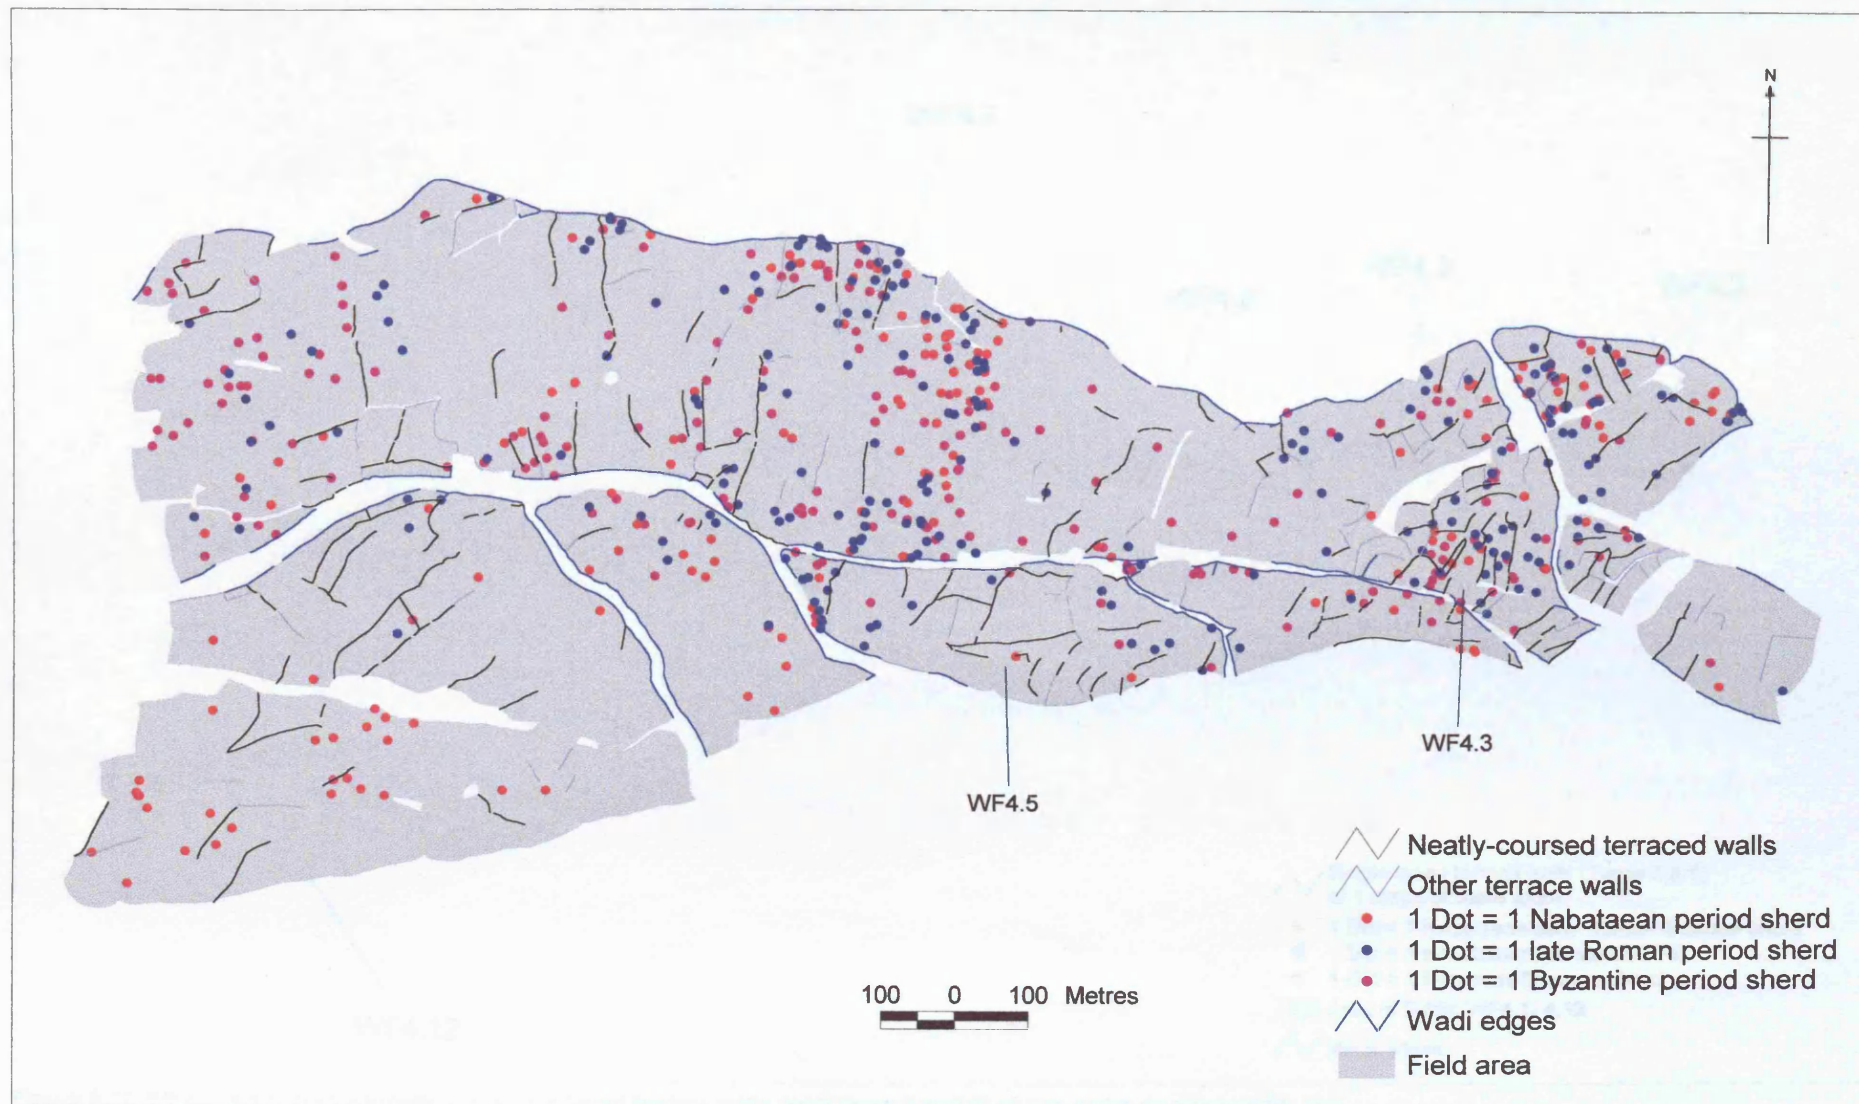 N
WF4.3
WF4.5
Neatly-coursed terraced walls
Other terrace walls
1 Dot = 1 Nabataean period sherd
1 Dot = 1 late Roman period sherd
1 Dot = 1 Byzantine period sherd
Wadi edges
Field area
100 0 100 Metres